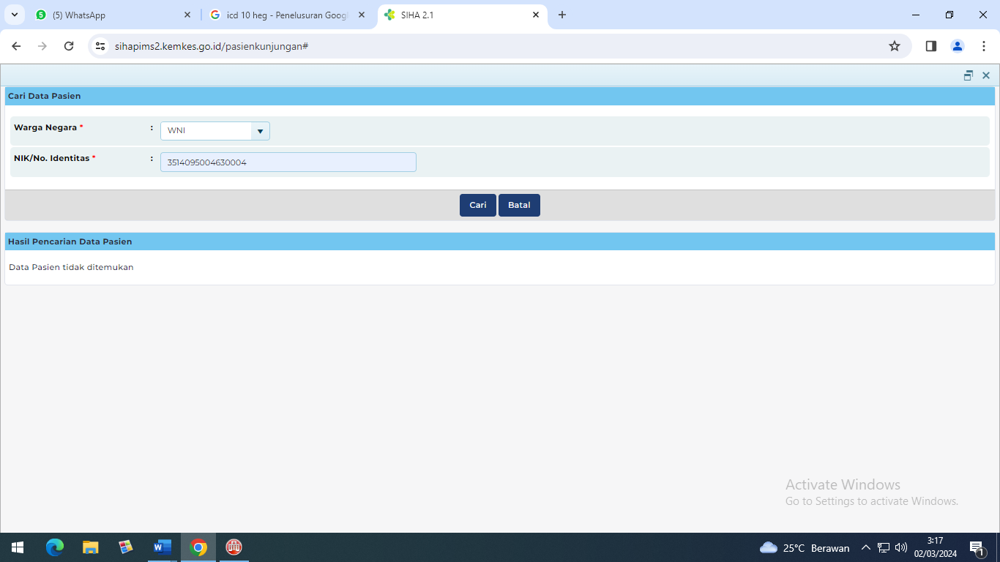 (5) WhatsApp
icd 10 heg - Penelusuran Goog
SIHA 2.1
sihapims2.kemkes.go.id/pasienkunjungan#
Cari Data Pasien
Warga Negara * : WNI
NIK/No. Identitas * : 3514095004630004
Cari Batal
Hasil Pencarian Data Pasien
Data Pasien tidak ditemukan
Activate Windows
Go to Settings to activate Windows.
25°C Berawan
3:17
02/03/2024
1